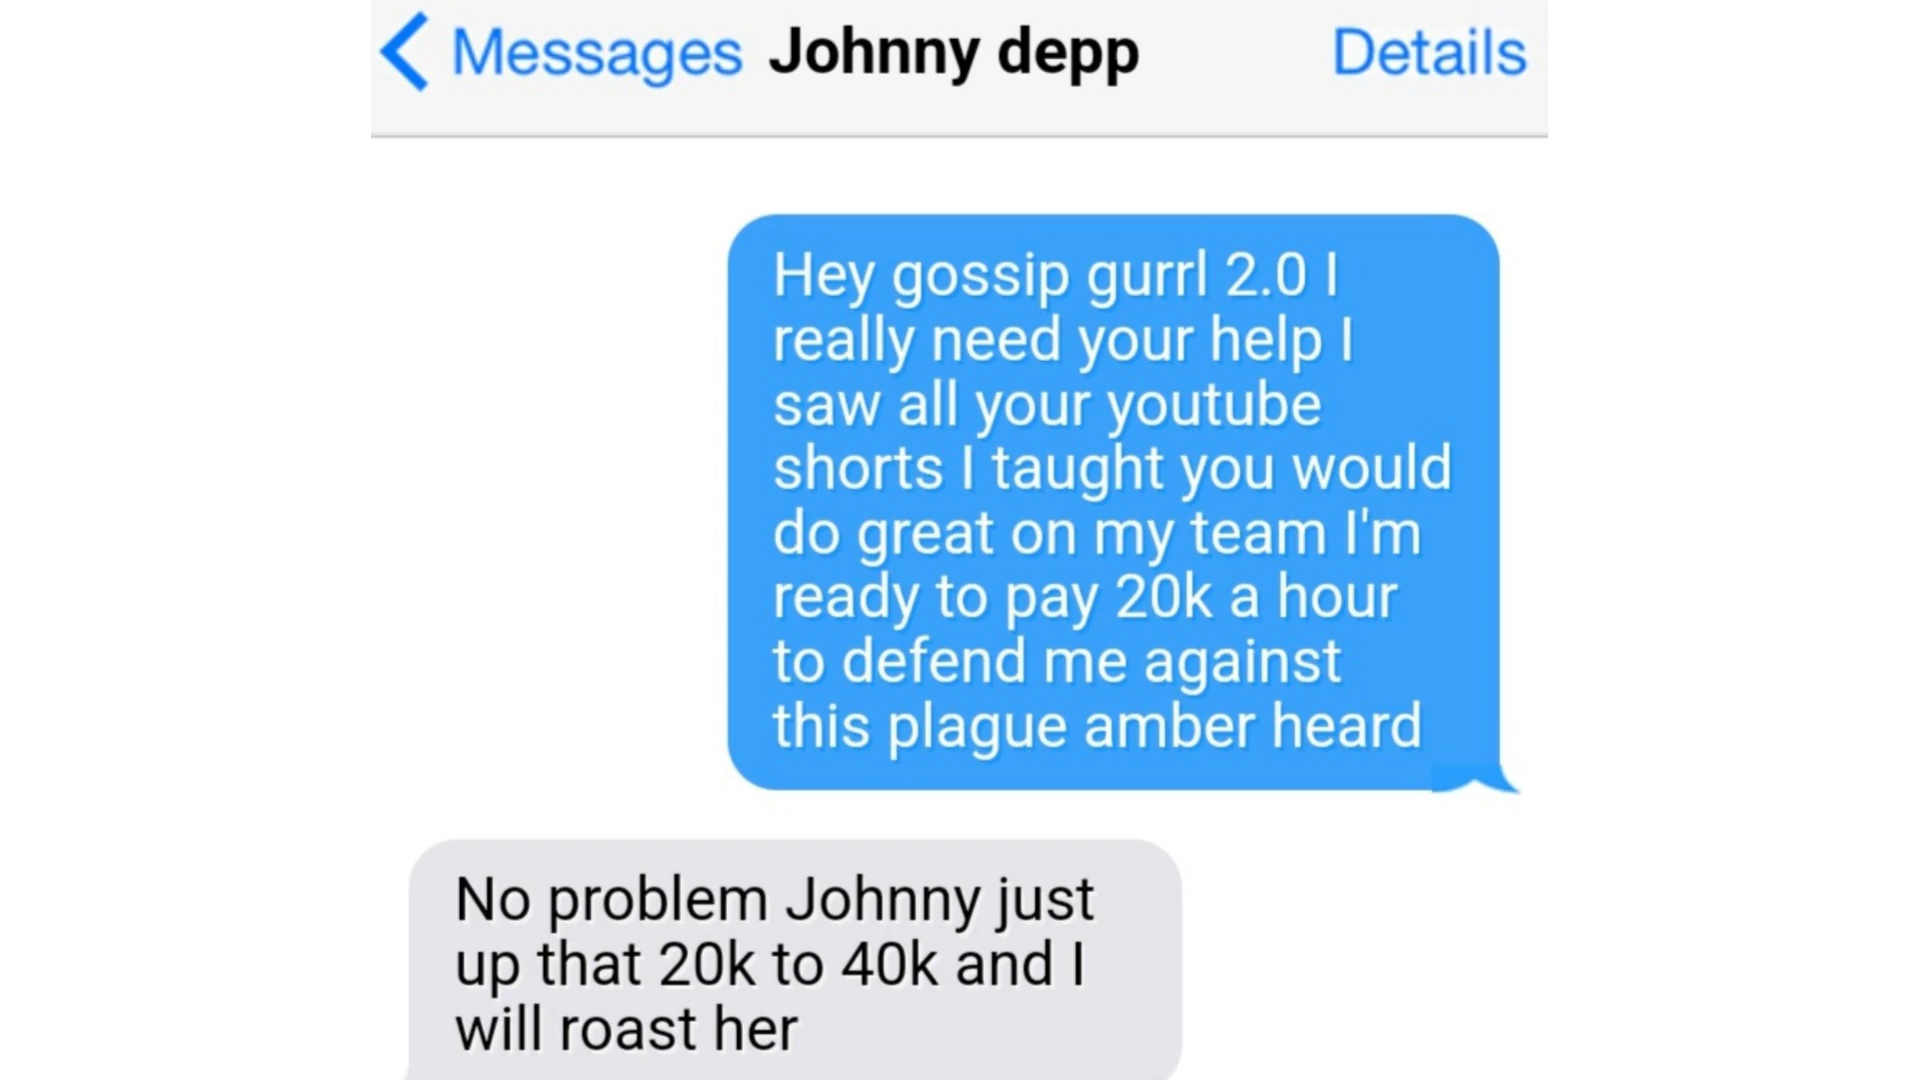 Messages Johnny depp Details
Hey gossip gurrl 2.0 I
really need your help I
saw all your youtube
shorts I taught you would
do great on my team I'm
ready to pay 20k a hour
to defend me against
this plague amber heard
No problem Johnny just
up that 20k to 40k and I
will roast her